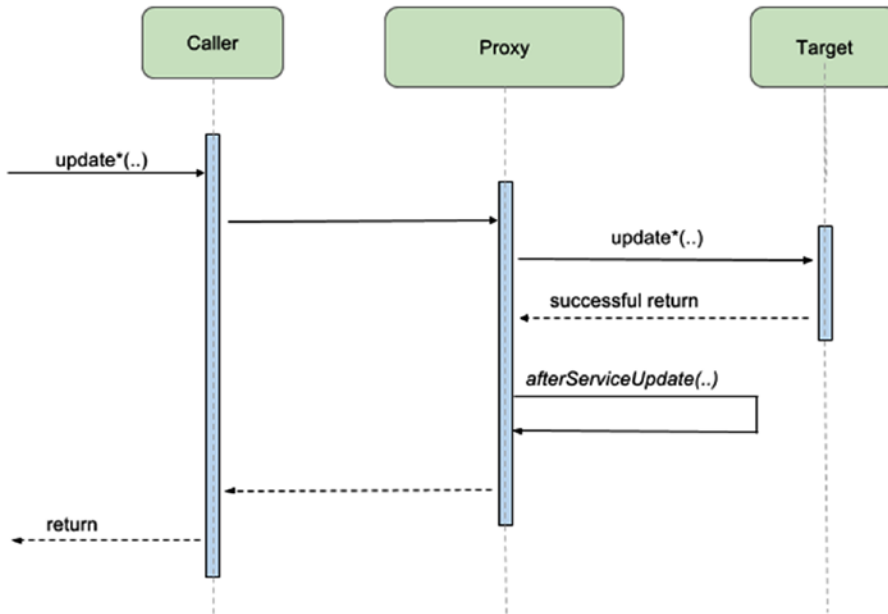 Caller
Proxy
Target
update*(..)
update*(..)
successful return
afterServiceUpdate(..)
return